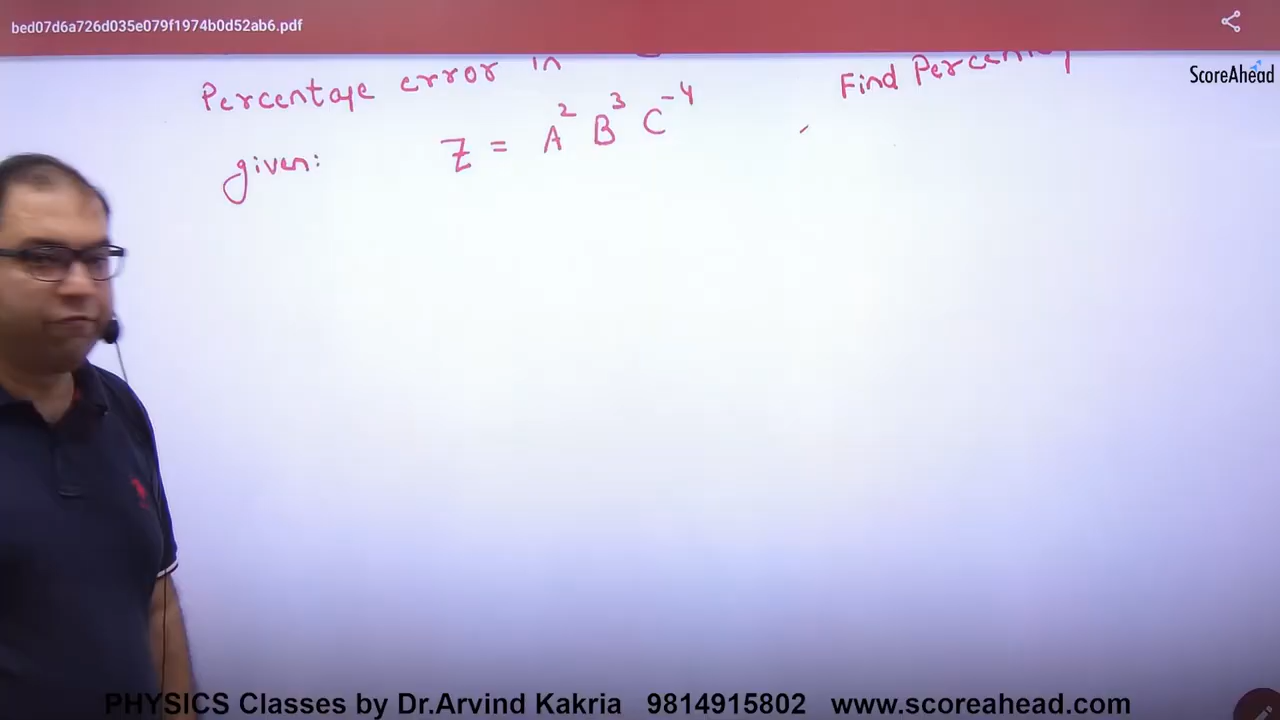 bed07d6a726d035e079f1974b0d52ab6.pdf
ScoreAhead
Percentage error in
Find
given: Z = A² B³ C⁻⁴
PHYSICS Classes by Dr.Arvind Kakria 9814915802 www.scoreahead.com